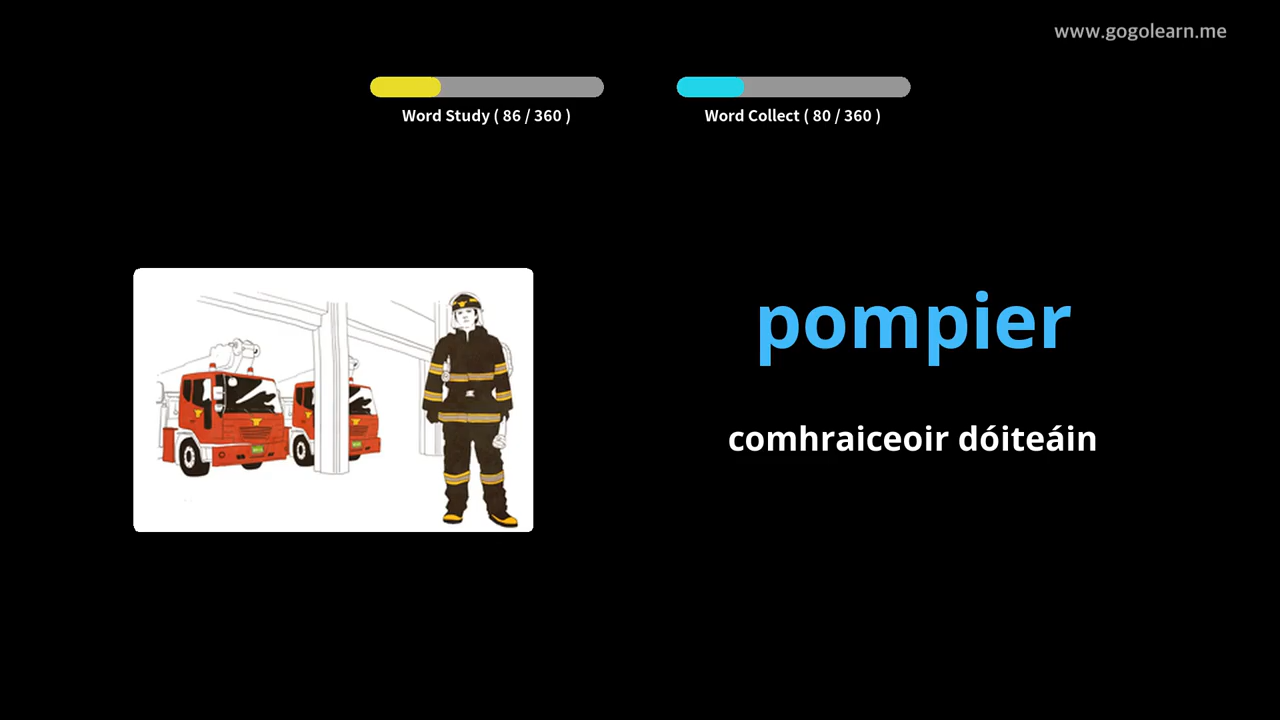 www.gogolearn.me
Word Study ( 86 / 360 )
Word Collect ( 80 / 360 )
pompier
comhraiceoir dóiteáin